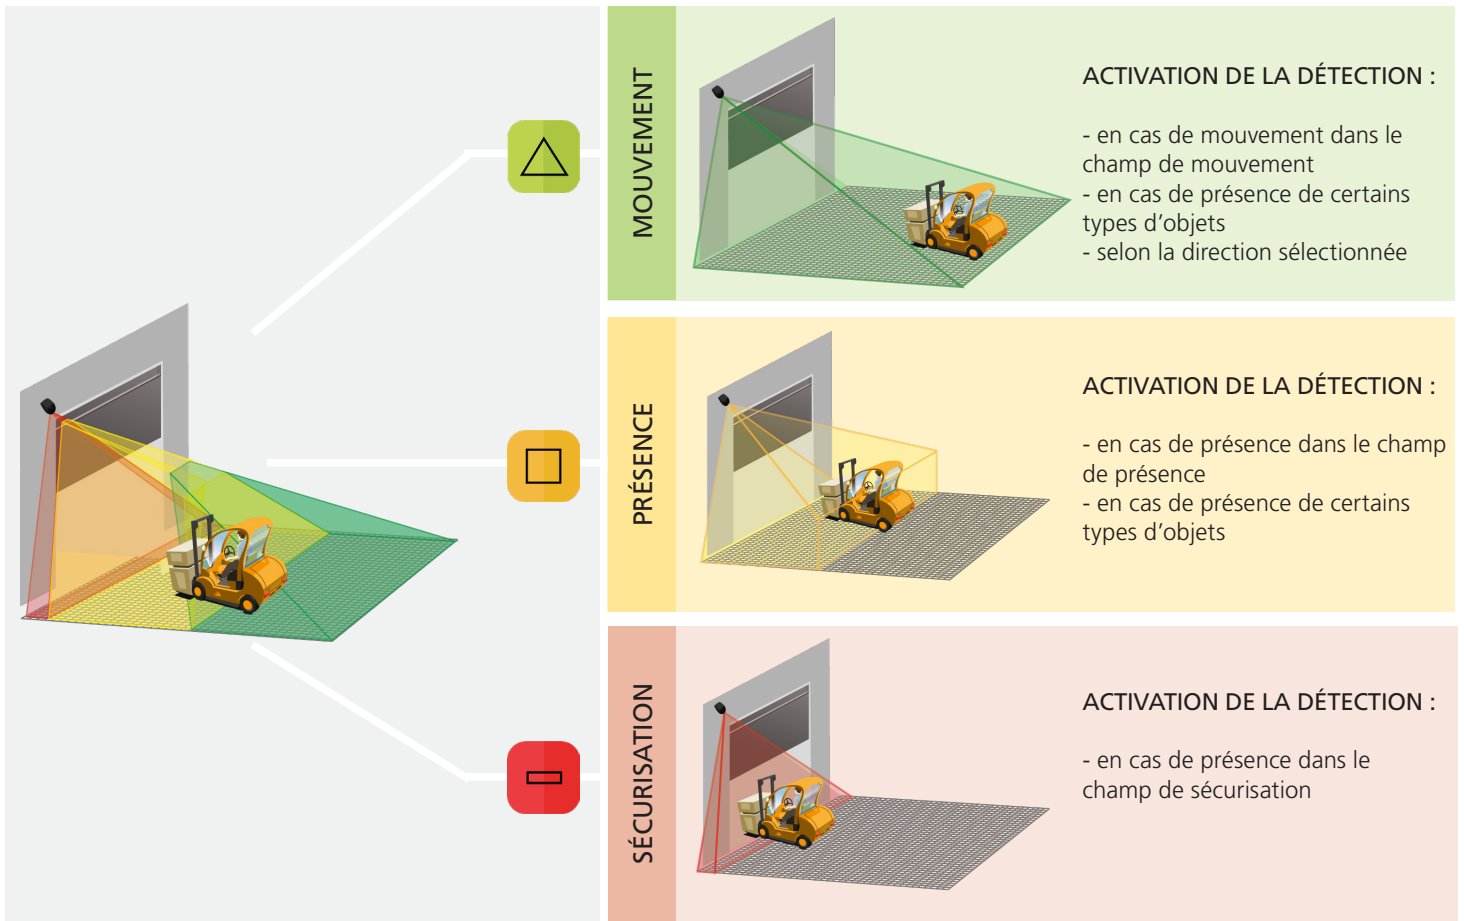 MOUVEMENT
ACTIVATION DE LA DÉTECTION :
- en cas de mouvement dans le
champ de mouvement
- en cas de présence de certains
types d’objets
- selon la direction sélectionnée
PRÉSENCE
ACTIVATION DE LA DÉTECTION :
- en cas de présence dans le champ
de présence
- en cas de présence de certains
types d’objets
SÉCURISATION
ACTIVATION DE LA DÉTECTION :
- en cas de présence dans le
champ de sécurisation